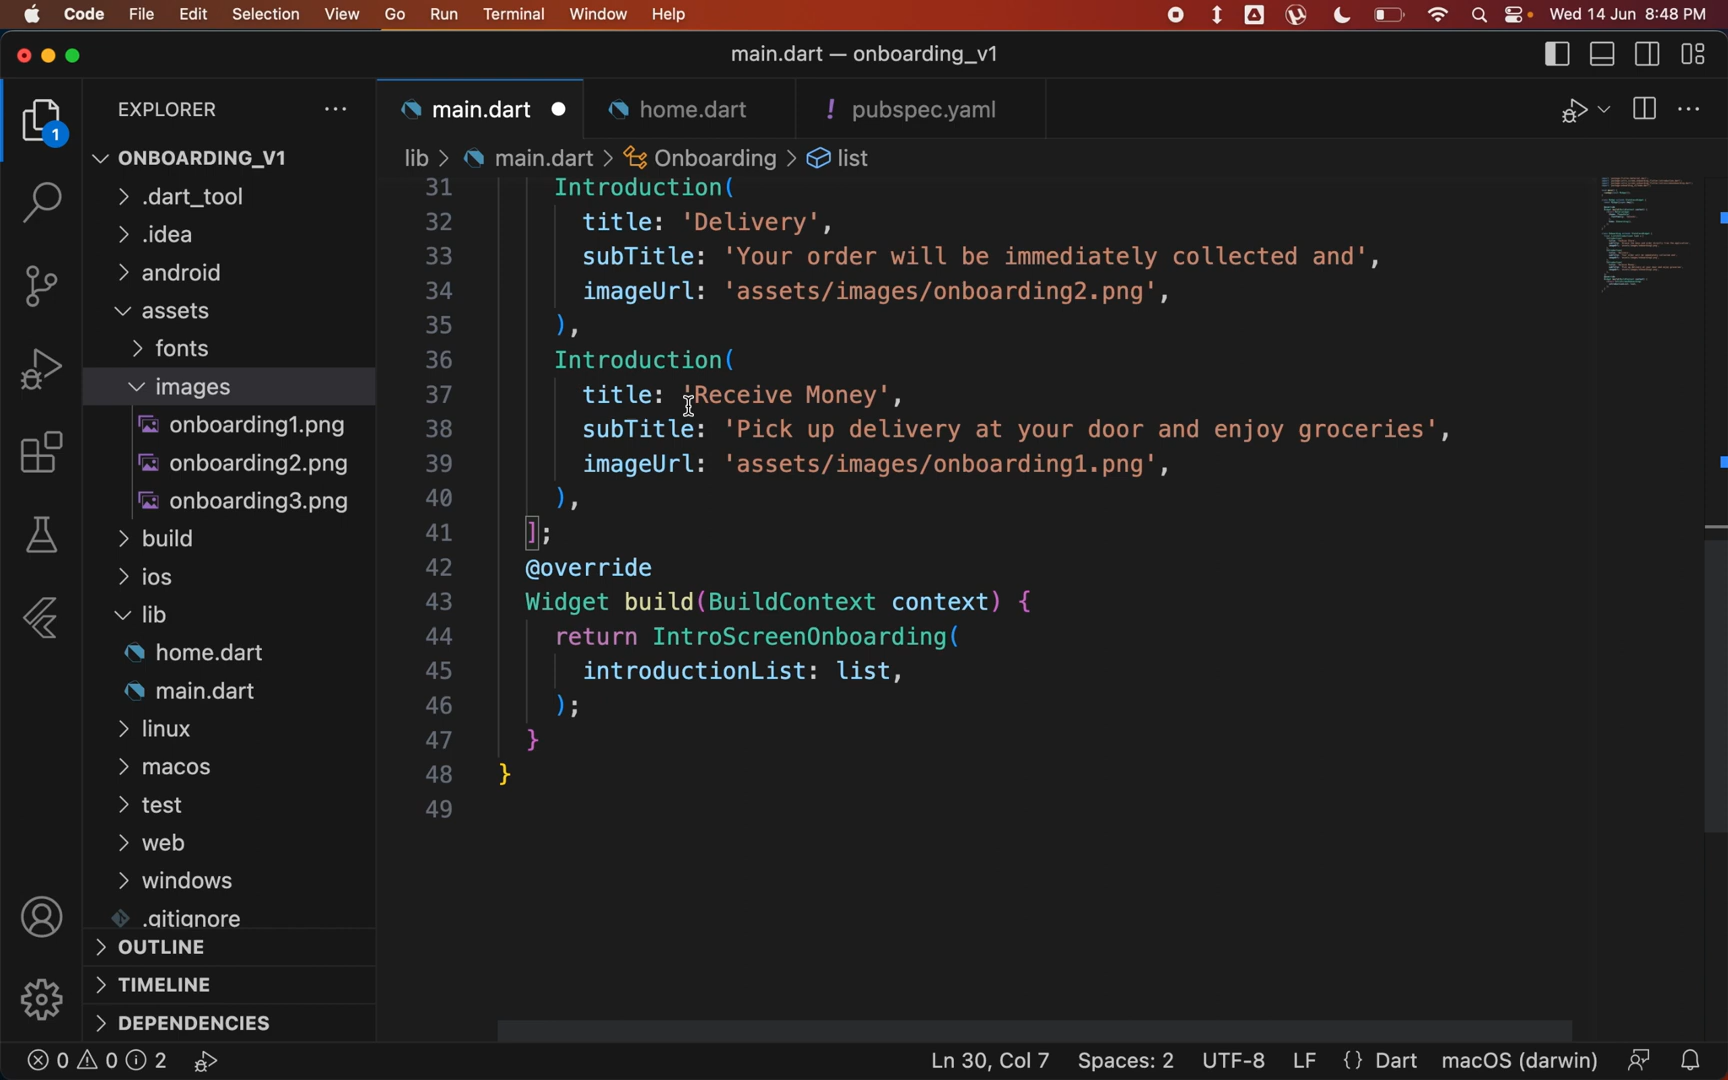 Code File Edit Selection View Go Run Terminal Window Help Wed 14 Jun 8:48 PM
main.dart — onboarding_v1
EXPLORER
main.dart home.dart ! pubspec.yaml
1
ONBOARDING_V1
lib > main.dart > Onboarding > list
.dart_tool
.idea
android
assets
fonts
images
onboarding1.png
onboarding2.png
onboarding3.png
build
ios
lib
home.dart
main.dart
linux
macos
test
web
windows
.gitignore
OUTLINE
TIMELINE
DEPENDENCIES
31 Introduction(
32 title: 'Delivery',
33 subTitle: 'Your order will be immediately collected and',
34 imageUrl: 'assets/images/onboarding2.png',
35 ),
36 Introduction(
37 title: 'Receive Money',
38 subTitle: 'Pick up delivery at your door and enjoy groceries',
39 imageUrl: 'assets/images/onboarding1.png',
40 ),
41 ];
42 @override
43 Widget build(BuildContext context) {
44 return IntroScreenOnboarding(
45 introductionList: list,
46 );
47 }
48 }
49
0 0 2 Ln 30, Col 7 Spaces: 2 UTF-8 LF {} Dart macOS (darwin)